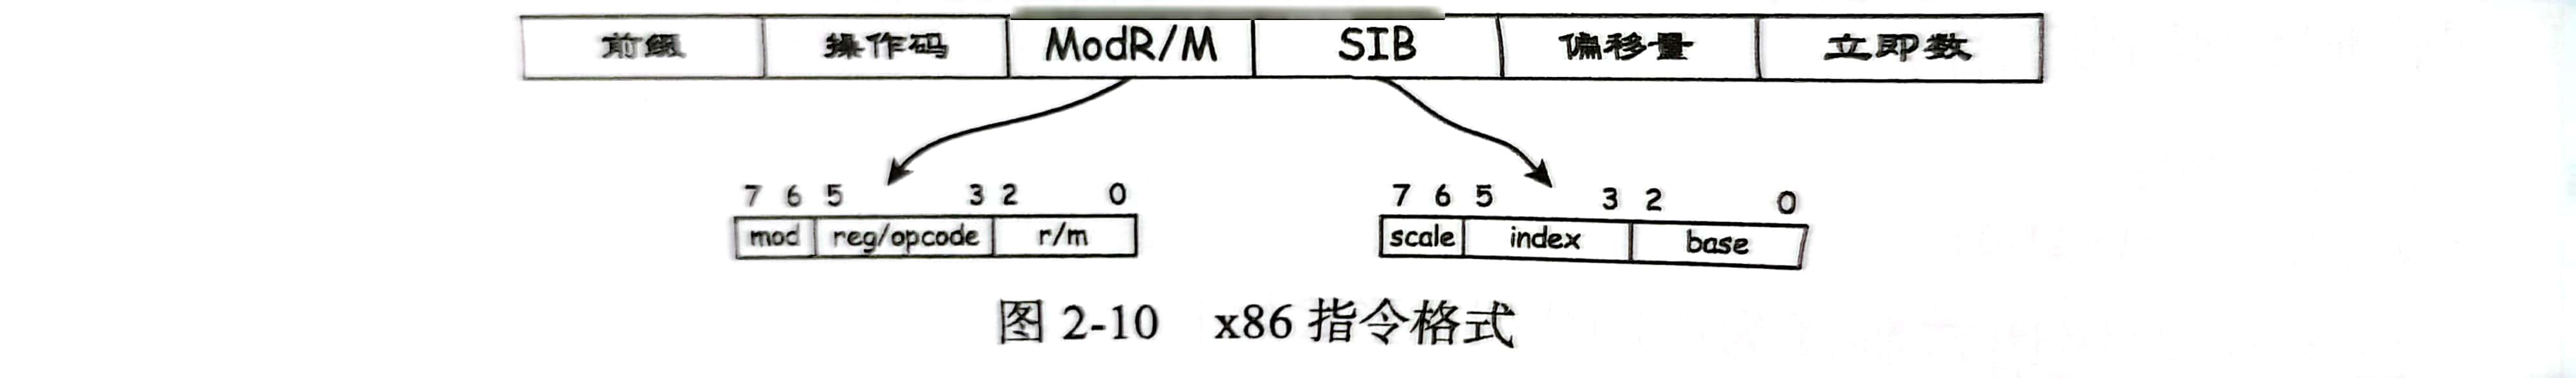 前缀 操作码 ModR/M SIB 偏移量 立即数
7 6 5 3 2 0 7 6 5 3 2 0
mod reg/opcode r/m scale index base
图 2-10 x86 指令格式